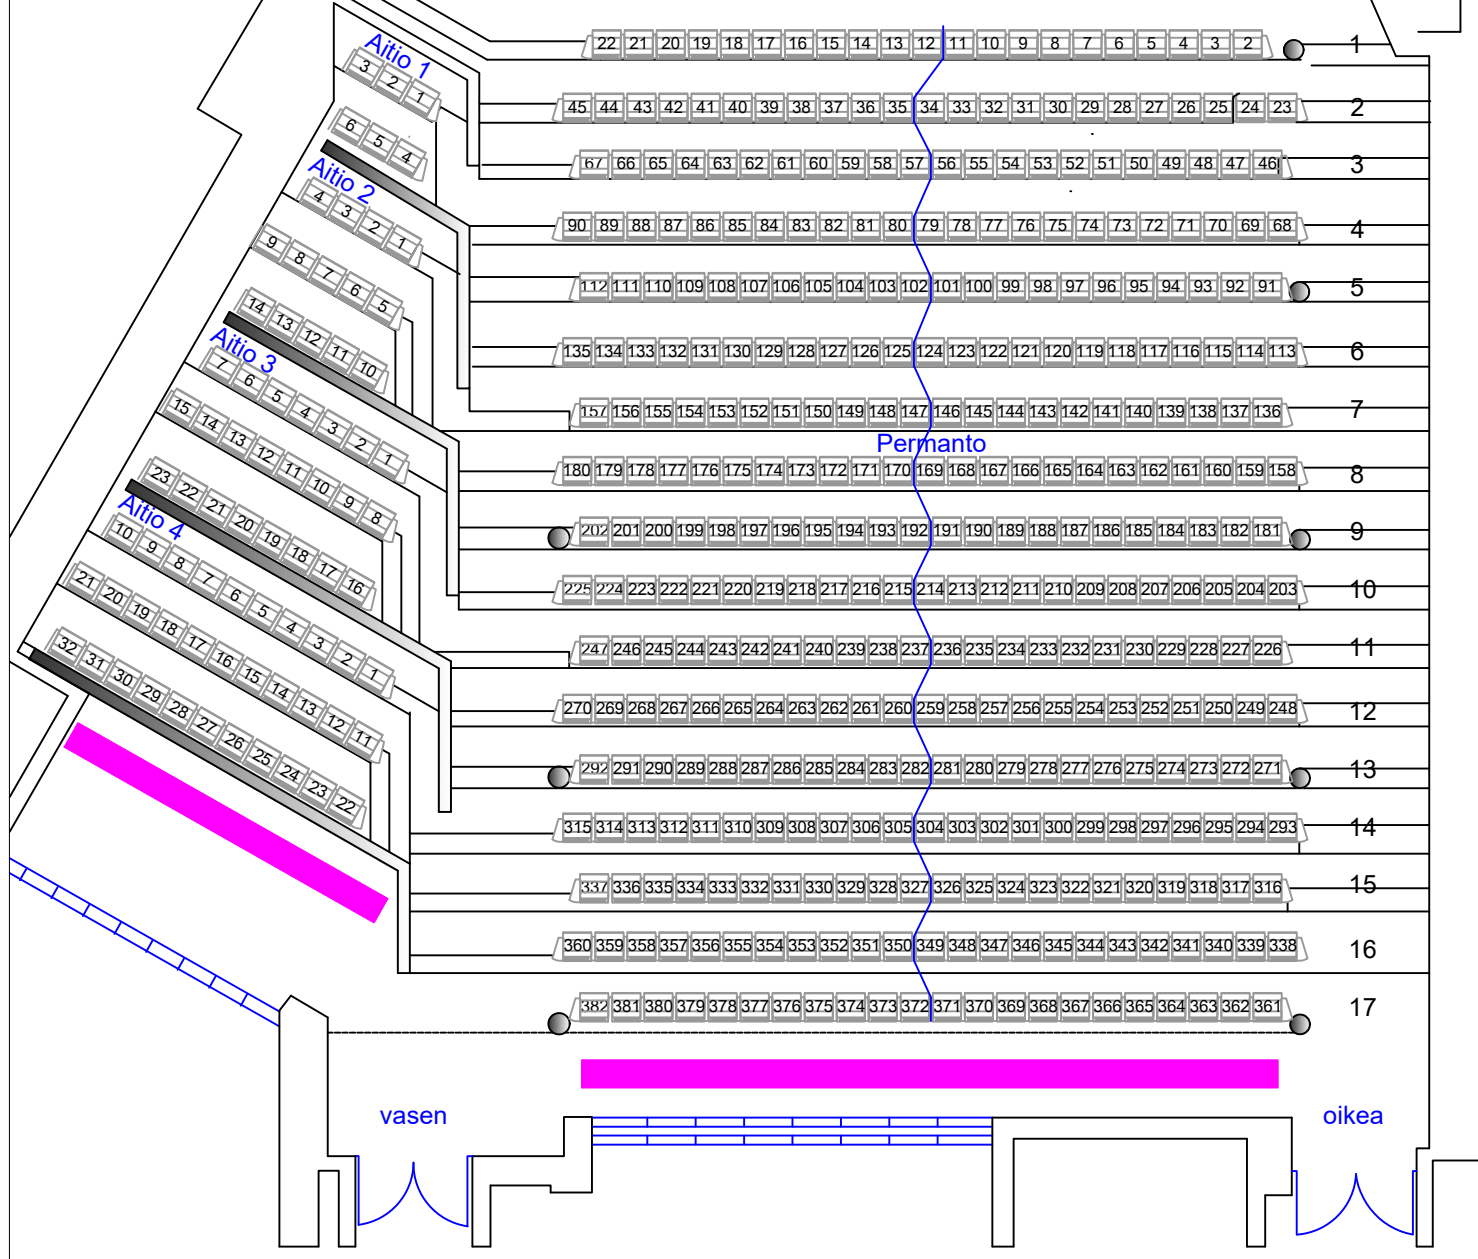 22 21 20 19 18 17 16 15 14 13 12 11 10 9 8 7 6 5 4 3 2 1
45 44 43 42 41 40 39 38 37 36 35 34 33 32 31 30 29 28 27 26 25 24 23 2
67 66 65 64 63 62 61 60 59 58 57 56 55 54 53 52 51 50 49 48 47 46 3
90 89 88 87 86 85 84 83 82 81 80 79 78 77 76 75 74 73 72 71 70 69 68 4
112 111 110 109 108 107 106 105 104 103 102 101 100 99 98 97 96 95 94 93 92 91 5
135 134 133 132 131 130 129 128 127 126 125 124 123 122 121 120 119 118 117 116 115 114 113 6
157 156 155 154 153 152 151 150 149 148 147 146 145 144 143 142 141 140 139 138 137 136 7
Permanto
180 179 178 177 176 175 174 173 172 171 170 169 168 167 166 165 164 163 162 161 160 159 158 8
202 201 200 199 198 197 196 195 194 193 192 191 190 189 188 187 186 185 184 183 182 181 9
225 224 223 222 221 220 219 218 217 216 215 214 213 212 211 210 209 208 207 206 205 204 203 10
247 246 245 244 243 242 241 240 239 238 237 236 235 234 233 232 231 230 229 228 227 226 11
270 269 268 267 266 265 264 263 262 261 260 259 258 257 256 255 254 253 252 251 250 249 248 12
292 291 290 289 288 287 286 285 284 283 282 281 280 279 278 277 276 275 274 273 272 271 13
315 314 313 312 311 310 309 308 307 306 305 304 303 302 301 300 299 298 297 296 295 294 293 14
337 336 335 334 333 332 331 330 329 328 327 326 325 324 323 322 321 320 319 318 317 316 15
360 359 358 357 356 355 354 353 352 351 350 349 348 347 346 345 344 343 342 341 340 339 338 16
382 381 380 379 378 377 376 375 374 373 372 371 370 369 368 367 366 365 364 363 362 361 17
Aitio 1
3 2 1
6 5 4
Aitio 2
4 3 2 1
9 8 7 6 5
14 13 12 11 10
Aitio 3
7 6 5 4 3 2 1
15 14 13 12 11 10 9 8
23 22 21 20 19 18 17 16
Aitio 4
10 9 8 7 6 5 4 3 2 1
21 20 19 18 17 16 15 14 13 12 11
32 31 30 29 28 27 26 25 24 23 22
vasen
oikea